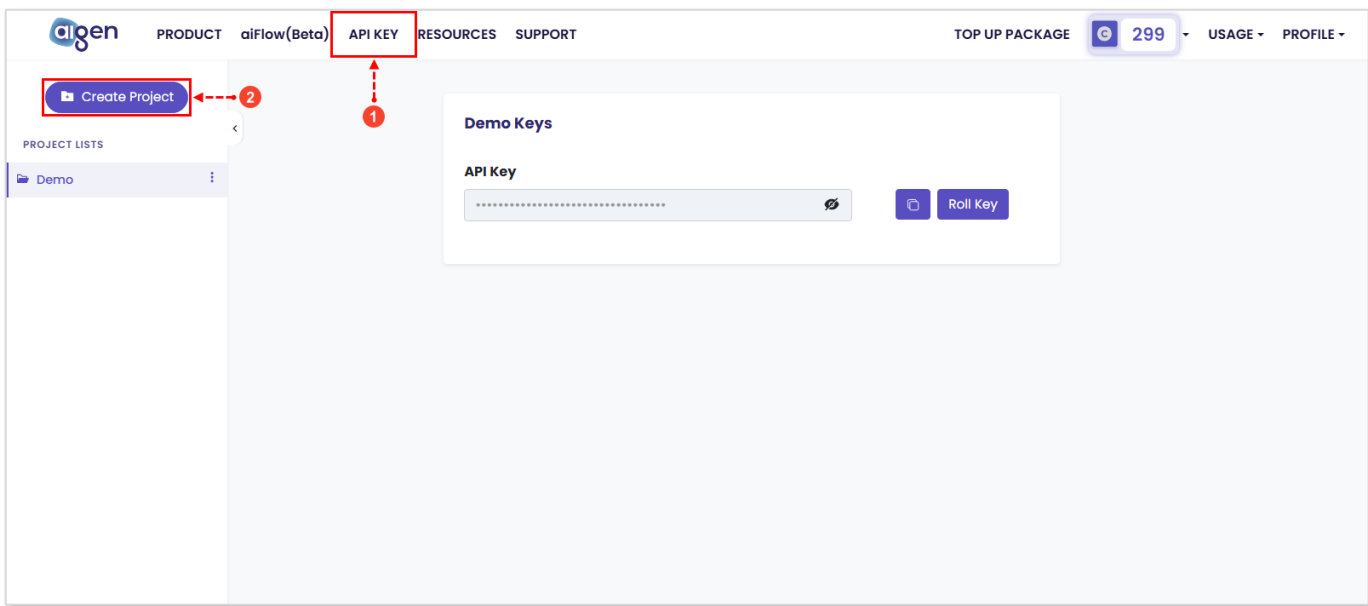 aigen PRODUCT aiFlow(Beta) API KEY RESOURCES SUPPORT TOP UP PACKAGE C 299 USAGE PROFILE
Create Project 2
1
PROJECT LISTS
Demo
Demo Keys
API Key
Roll Key